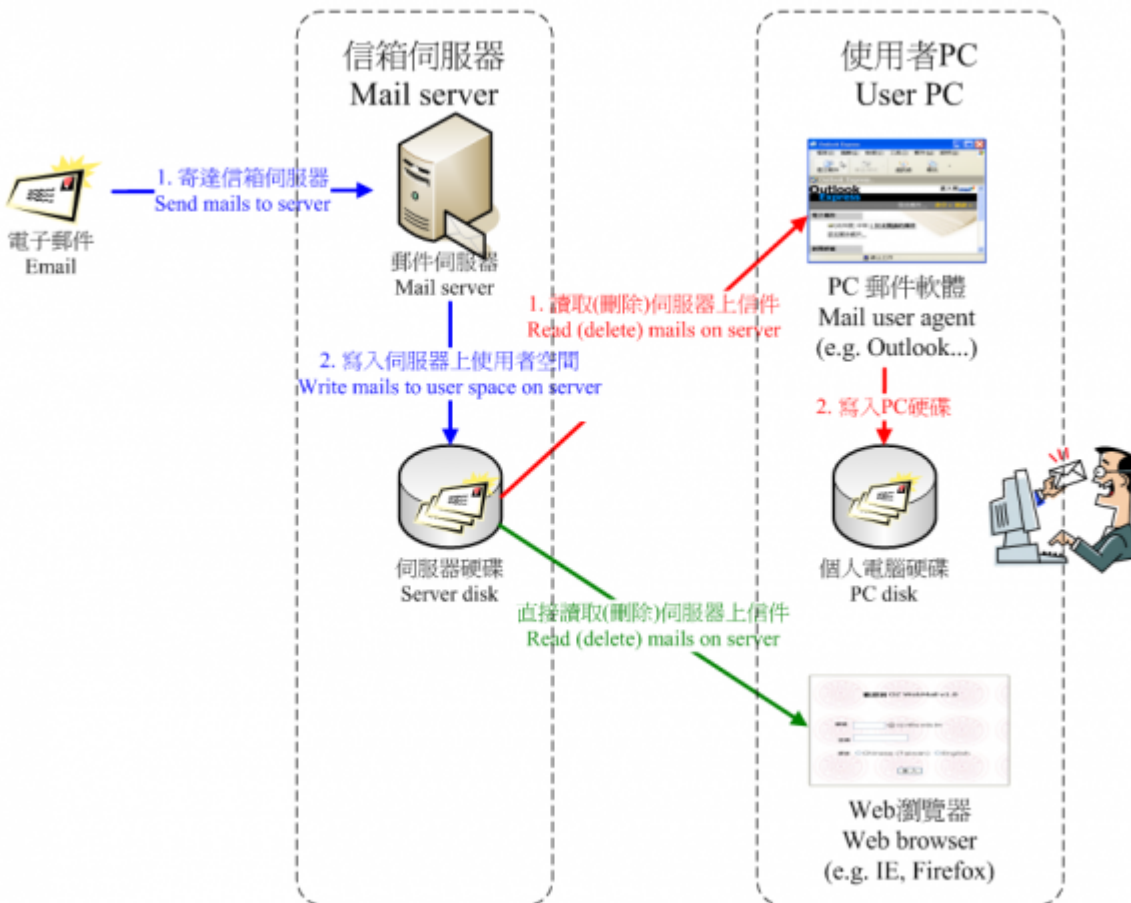 信箱伺服器
Mail server
使用者PC
User PC
1. 寄達信箱伺服器
Send mails to server
電子郵件
Email
郵件伺服器
Mail server
Outlook
Express
1. 讀取(刪除)伺服器上信件
Read (delete) mails on server
PC 郵件軟體
Mail user agent
(e.g. Outlook...)
2. 寫入伺服器上使用者空間
Write mails to user space on server
2. 寫入PC硬碟
伺服器硬碟
Server disk
個人電腦硬碟
PC disk
直接讀取(刪除)伺服器上信件
Read (delete) mails on server
Web瀏覽器
Web browser
(e.g. IE, Firefox)